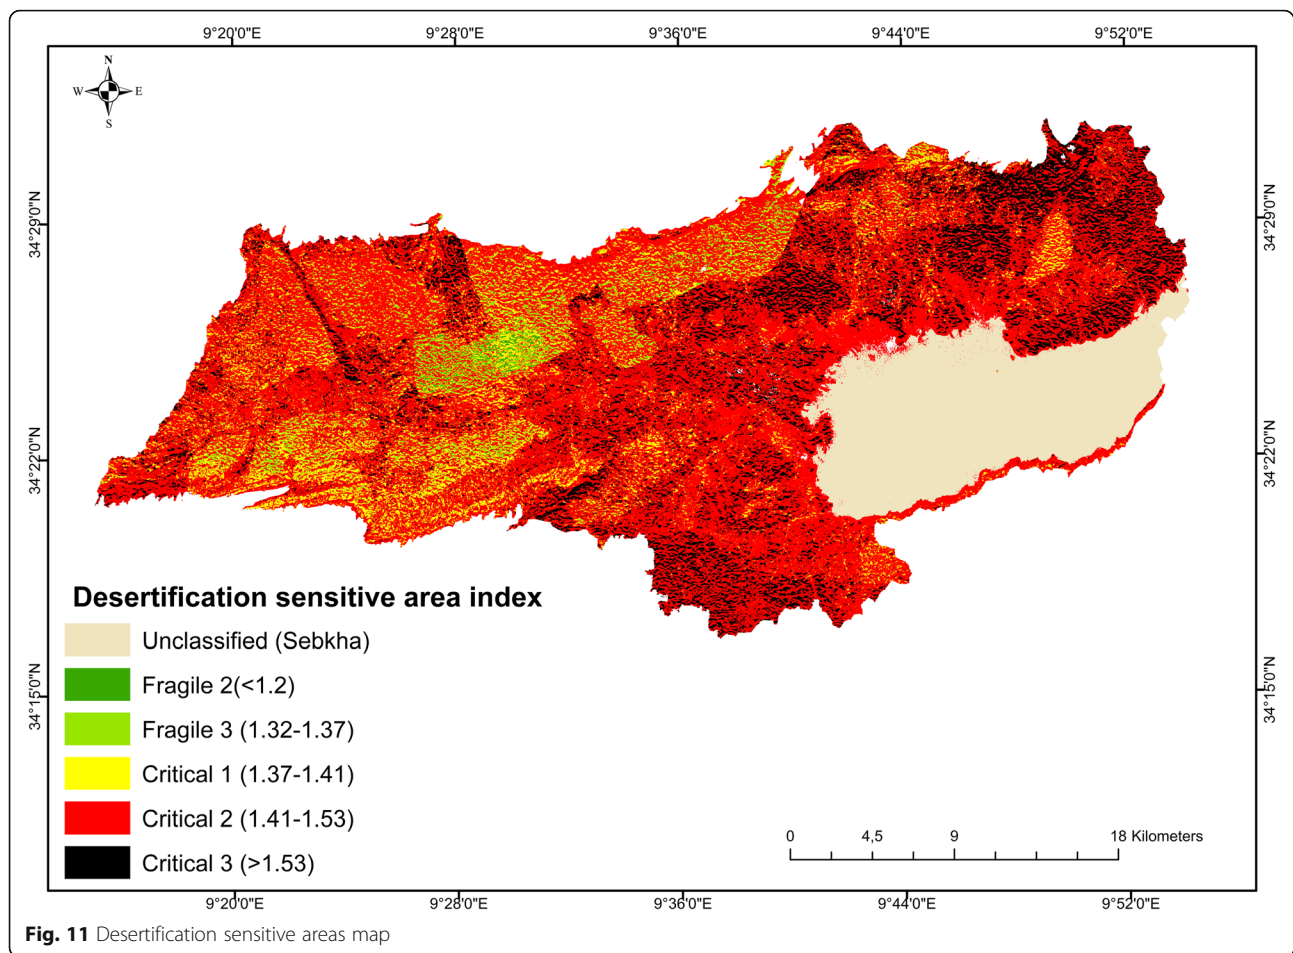 9°20'0"E 9°28'0"E 9°36'0"E 9°44'0"E 9°52'0"E
N
W E
S
34°29'0"N 34°29'0"N
34°22'0"N 34°22'0"N
34°15'0"N 34°15'0"N
Desertification sensitive area index
Unclassified (Sebkha)
Fragile 2(<1.2)
Fragile 3 (1.32-1.37)
Critical 1 (1.37-1.41)
Critical 2 (1.41-1.53)
Critical 3 (>1.53)
0 4,5 9 18 Kilometers
9°20'0"E 9°28'0"E 9°36'0"E 9°44'0"E 9°52'0"E
Fig. 11 Desertification sensitive areas map